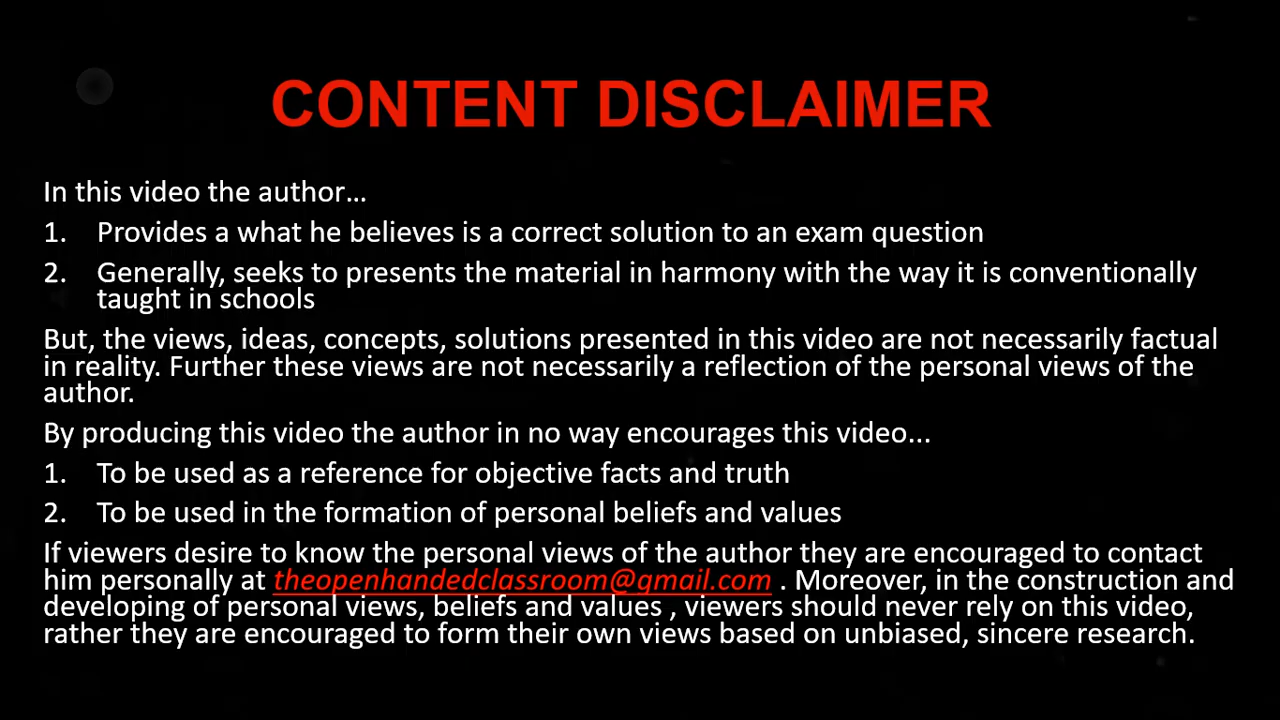 CONTENT DISCLAIMER
In this video the author…
1. Provides a what he believes is a correct solution to an exam question
2. Generally, seeks to presents the material in harmony with the way it is conventionally
taught in schools
But, the views, ideas, concepts, solutions presented in this video are not necessarily factual
in reality. Further these views are not necessarily a reflection of the personal views of the
author.
By producing this video the author in no way encourages this video...
1. To be used as a reference for objective facts and truth
2. To be used in the formation of personal beliefs and values
If viewers desire to know the personal views of the author they are encouraged to contact
him personally at theopenhandedclassroom@gmail.com . Moreover, in the construction and
developing of personal views, beliefs and values , viewers should never rely on this video,
rather they are encouraged to form their own views based on unbiased, sincere research.